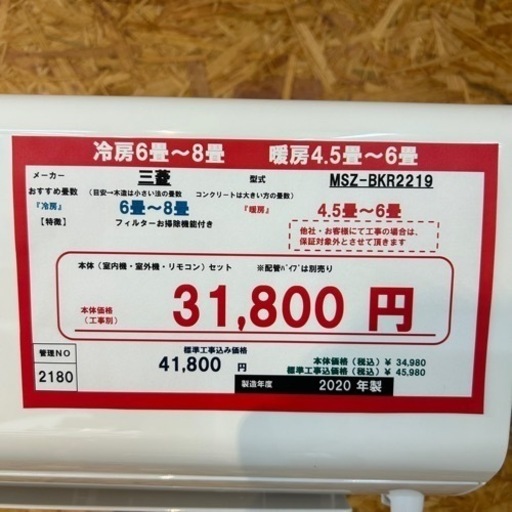 冷房6畳～8畳 暖房4.5畳～6畳
メーカー 三菱 型式 MSZ-BKR2219
おすすめ畳数 (目安→木造は小さい法の畳数 コンクリートは大きい方の畳数)
『冷房』 6畳～8畳 『暖房』 4.5畳～6畳
【特徴】 フィルターお掃除機能付き
他社・お客様にて工事の場合は、
保証対象外とさせて頂きます
本体（室内機・室外機・リモコン）セット ※配管ﾊﾟｲﾌﾟは別売り
本体価格
（工事別）
31,800 円
管理NO
2180
標準工事込み価格
41,800 円
本体価格（税込）¥ 34,980
標準工事込価格（税込）¥ 45,980
製造年度 2020 年製